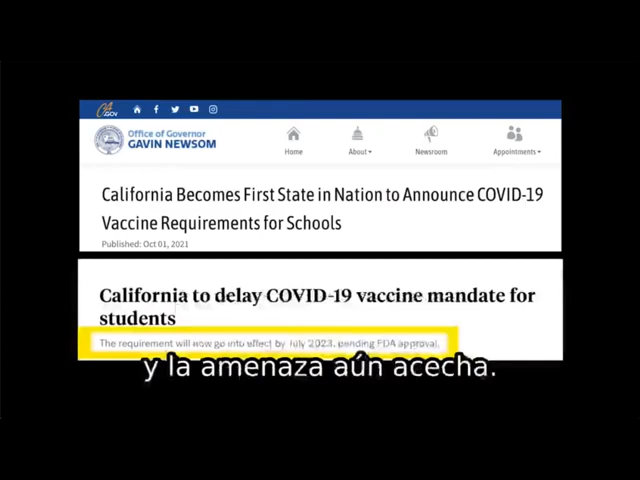 CA
.GOV
Office of Governor
GAVIN NEWSOM
Home
About
Newsroom
Appointments
California Becomes First State in Nation to Announce COVID-19
Vaccine Requirements for Schools
Published: Oct 01, 2021
California to delay COVID-19 vaccine mandate for
students
The requirement will now go into effect by July 2023, pending FDA approval.
y la amenaza aún acecha.